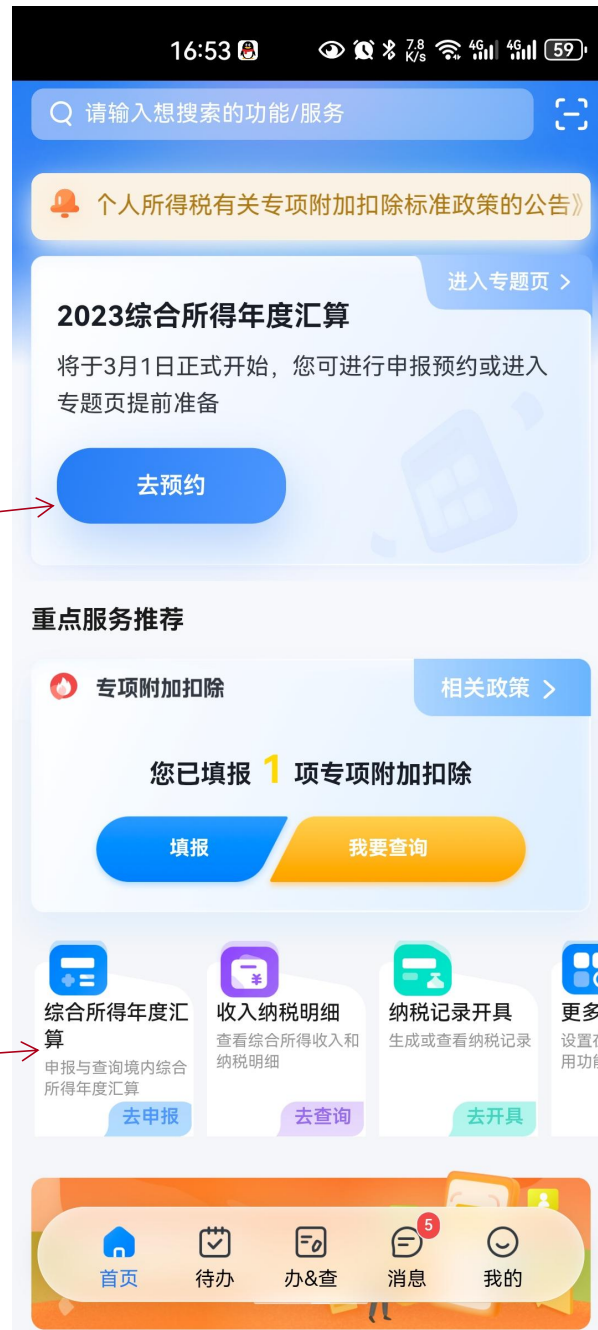 16:53
7.8
K/s
4G
4G
59
请输入想搜索的功能/服务
个人所得税有关专项附加扣除标准政策的公告》
进入专题页 >
2023综合所得年度汇算
将于3月1日正式开始，您可进行申报预约或进入
专题页提前准备
去预约
重点服务推荐
专项附加扣除
相关政策 >
您已填报 1 项专项附加扣除
填报
我要查询
综合所得年度汇
算
申报与查询境内综合
所得年度汇算
去申报
收入纳税明细
查看综合所得收入和
纳税明细
去查询
纳税记录开具
生成或查看纳税记录
去开具
更多
设置
用功
首页
待办
办&查
5
消息
我的